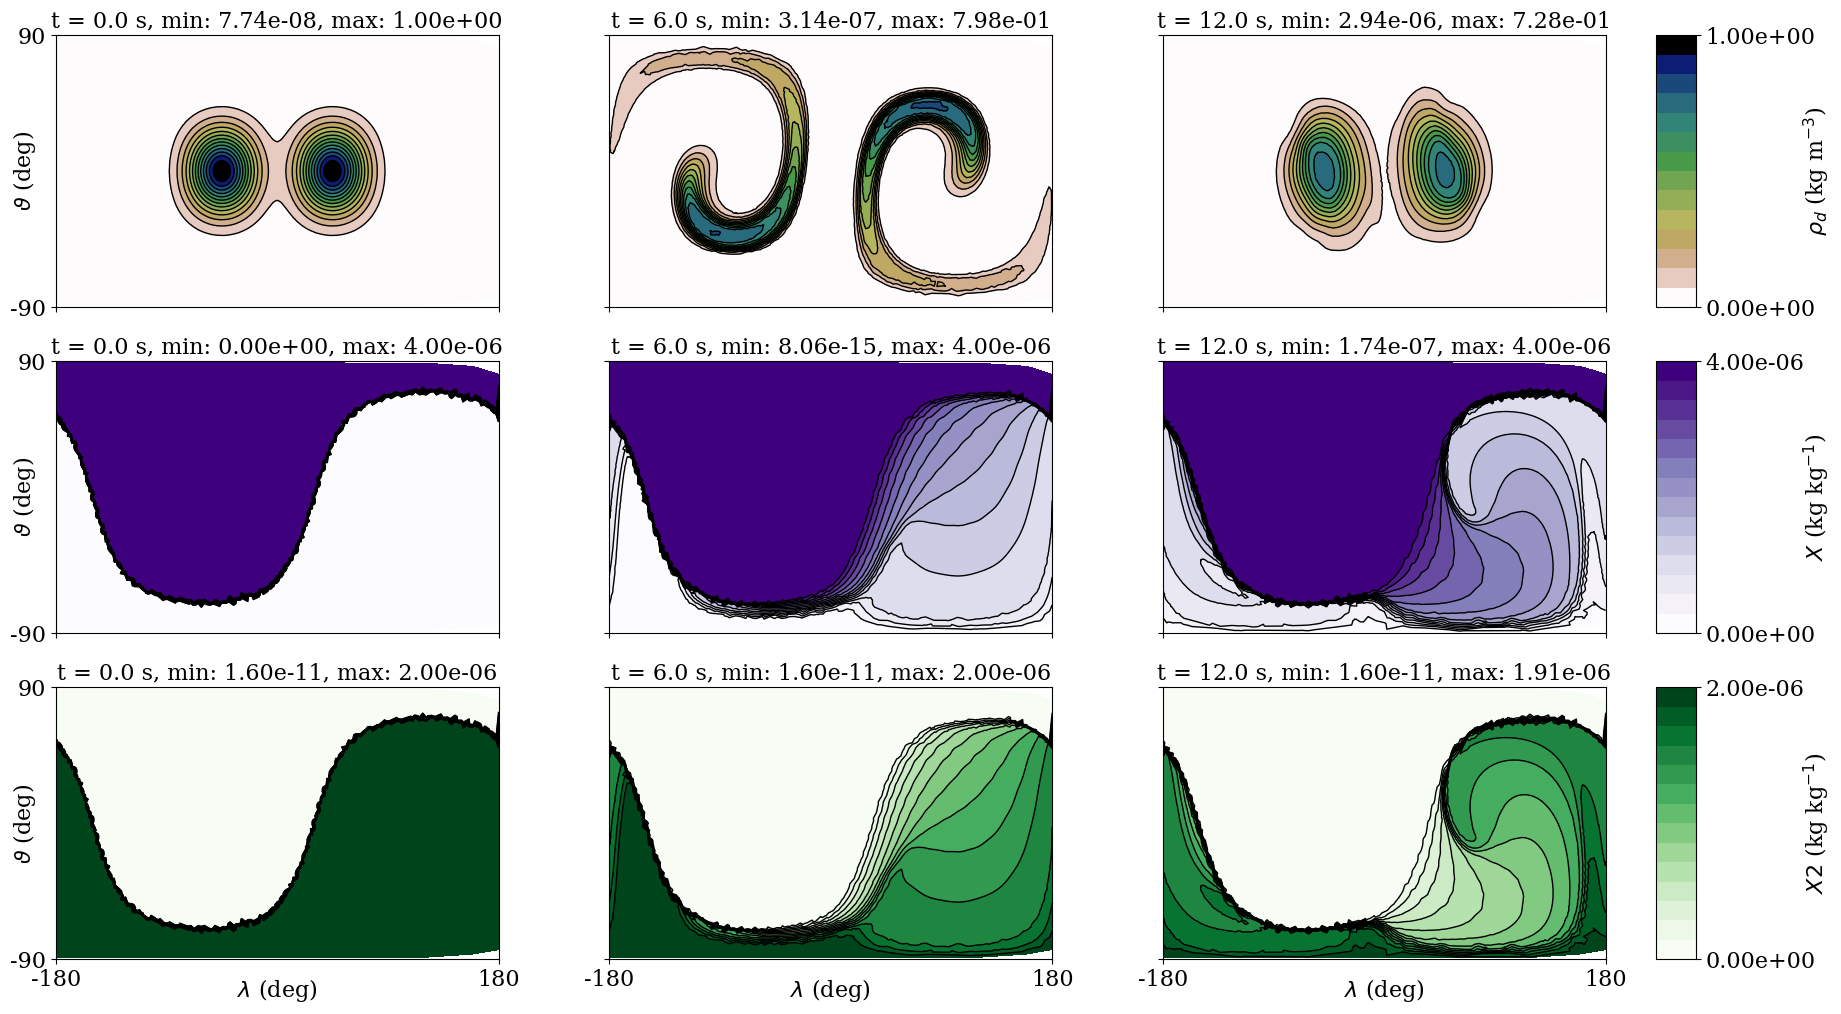 t = 0.0 s, min: 7.74e-08, max: 1.00e+00
t = 6.0 s, min: 3.14e-07, max: 7.98e-01
t = 12.0 s, min: 2.94e-06, max: 7.28e-01
90
ϑ (deg)
-90
1.00e+00
ρ_d (kg m⁻³)
0.00e+00
t = 0.0 s, min: 0.00e+00, max: 4.00e-06
t = 6.0 s, min: 8.06e-15, max: 4.00e-06
t = 12.0 s, min: 1.74e-07, max: 4.00e-06
90
ϑ (deg)
-90
4.00e-06
X (kg kg⁻¹)
0.00e+00
t = 0.0 s, min: 1.60e-11, max: 2.00e-06
t = 6.0 s, min: 1.60e-11, max: 2.00e-06
t = 12.0 s, min: 1.60e-11, max: 1.91e-06
90
ϑ (deg)
-90
2.00e-06
X2 (kg kg⁻¹)
0.00e+00
-180
λ (deg)
180
-180
λ (deg)
180
-180
λ (deg)
180